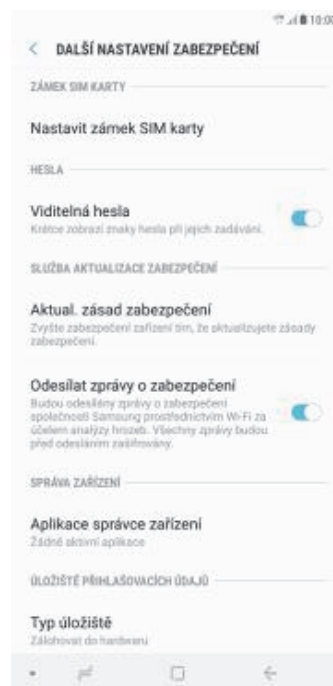 10:00
DALŠÍ NASTAVENÍ ZABEZPEČENÍ
ZÁMEK SIM KARTY
Nastavit zámek SIM karty
HESLA
Viditelná hesla
Krátce zobrazí znaky hesla při jejich zadávání.
SLUŽBA AKTUALIZACE ZABEZPEČENÍ
Aktual. zásad zabezpečení
Zvyšte zabezpečení zařízení tím, že aktualizujete zásady
zabezpečení.
Odesílat zprávy o zabezpečení
Budou odesílány zprávy o zabezpečení
společnosti Samsung prostřednictvím Wi-Fi za
účelem analýzy hrozeb. Všechny zprávy budou
před odesláním zašifrovány.
SPRÁVA ZAŘÍZENÍ
Aplikace správce zařízení
Žádné aktivní aplikace
ÚLOŽIŠTĚ PŘIHLAŠOVACÍCH ÚDAJŮ
Typ úložiště
Zálohovat do hardwaru